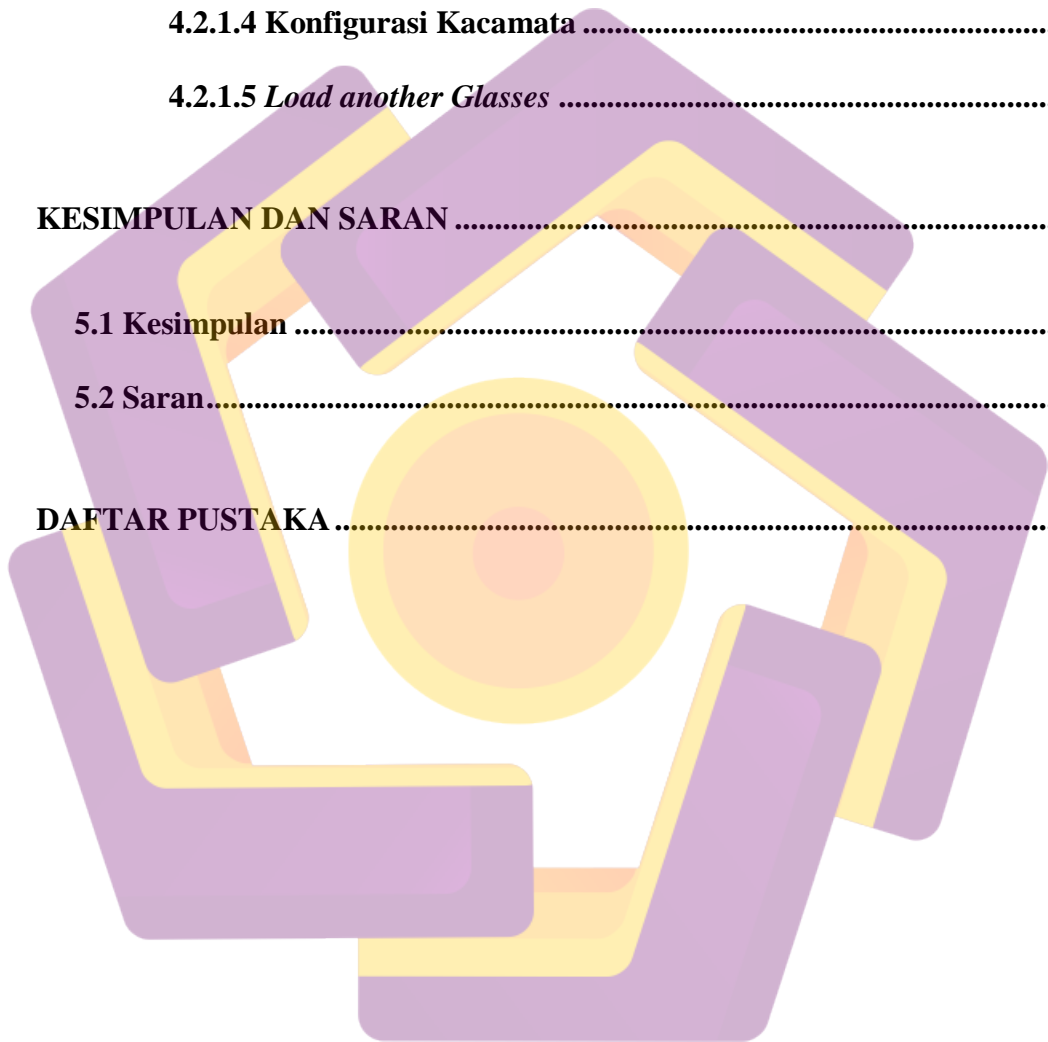 4.2.1.4 Konfigurasi Kacamata ..........................................................
4.2.1.5 Load another Glasses .............................................................
KESIMPULAN DAN SARAN ..........................................................................
5.1 Kesimpulan ..............................................................................................
5.2 Saran.........................................................................................................
DAFTAR PUSTAKA .........................................................................................